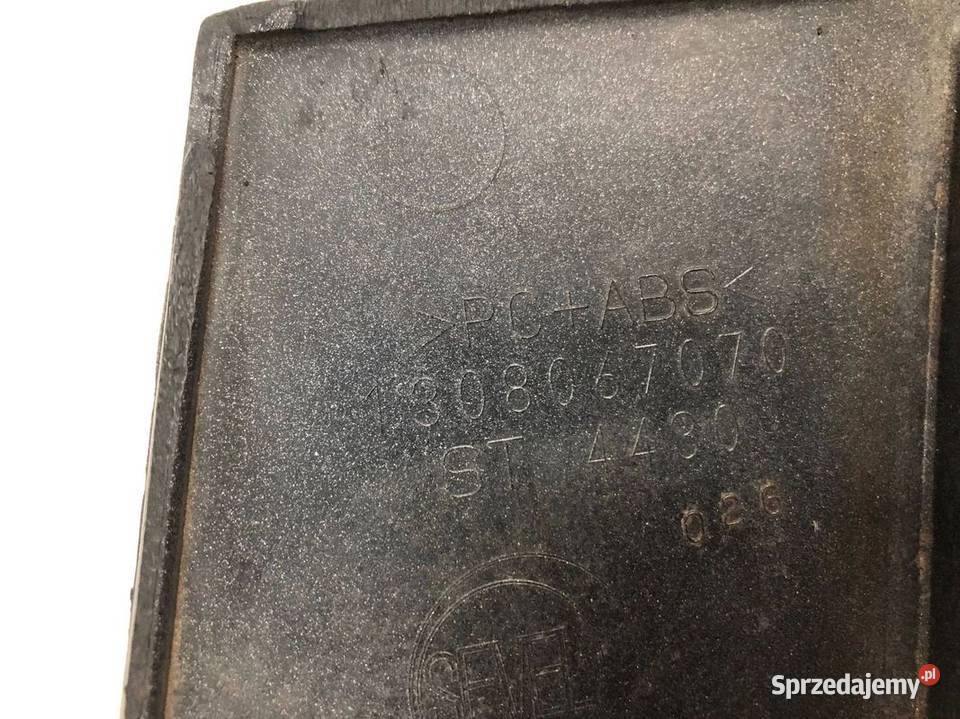 >PC+ABS<
1308067070
ST 4480
026
Sprzedajemy.pl